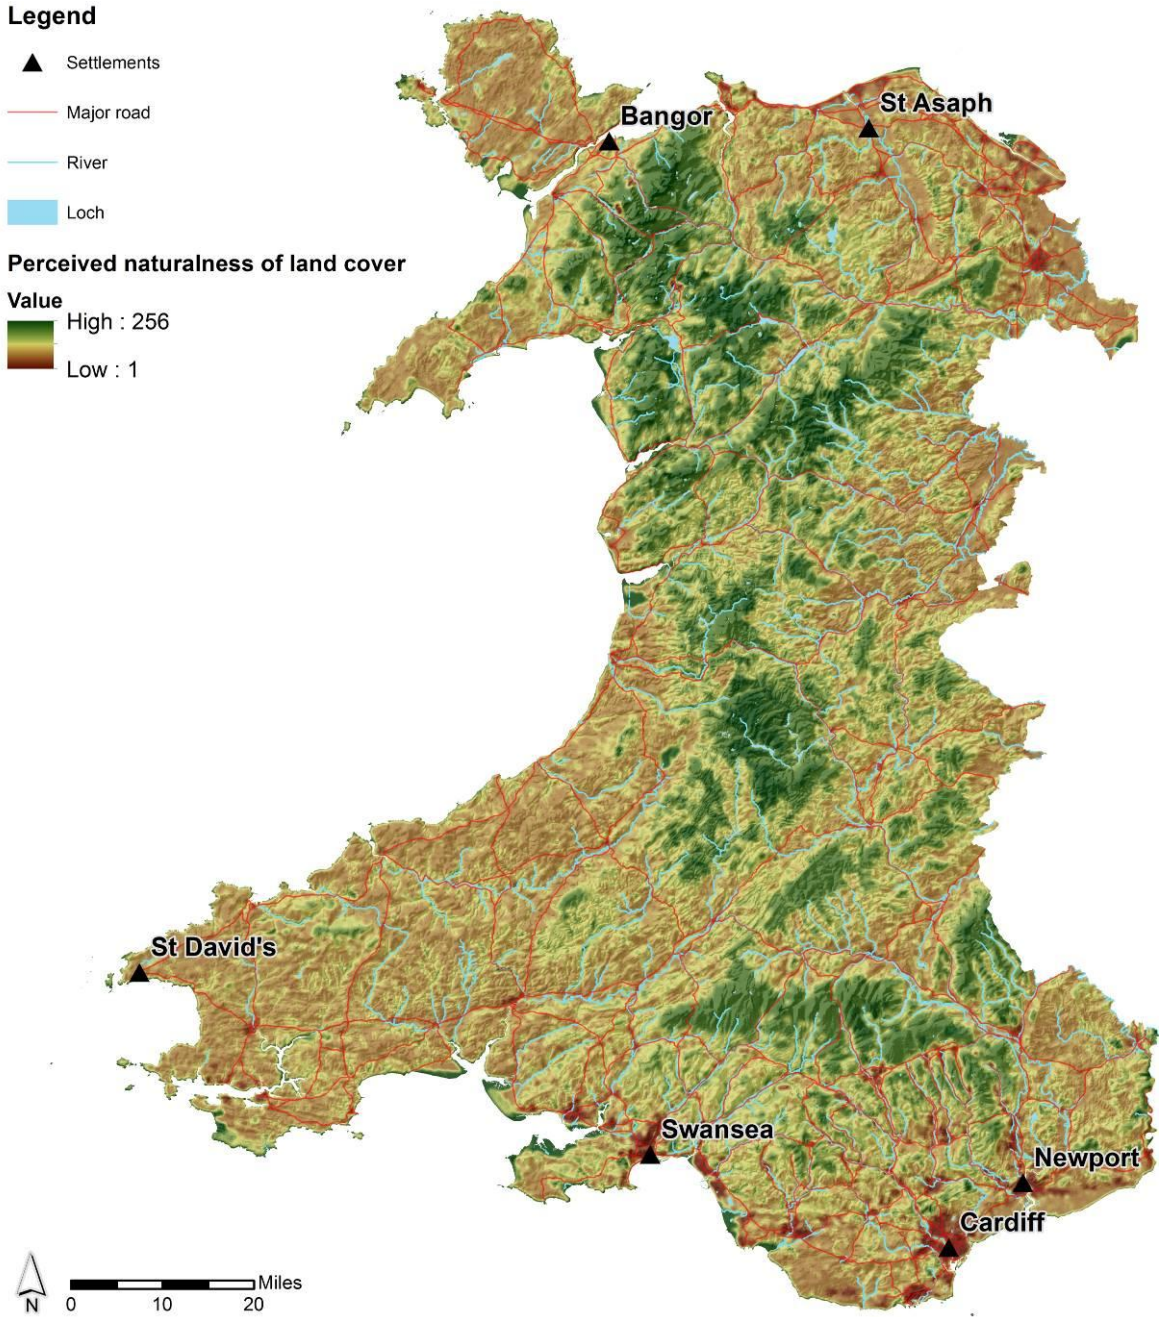 Legend
Settlements
Major road
River
Loch
Perceived naturalness of land cover
Value
High : 256
Low : 1
Bangor
St Asaph
St David's
Swansea
Newport
Cardiff
N
Miles
0 10 20